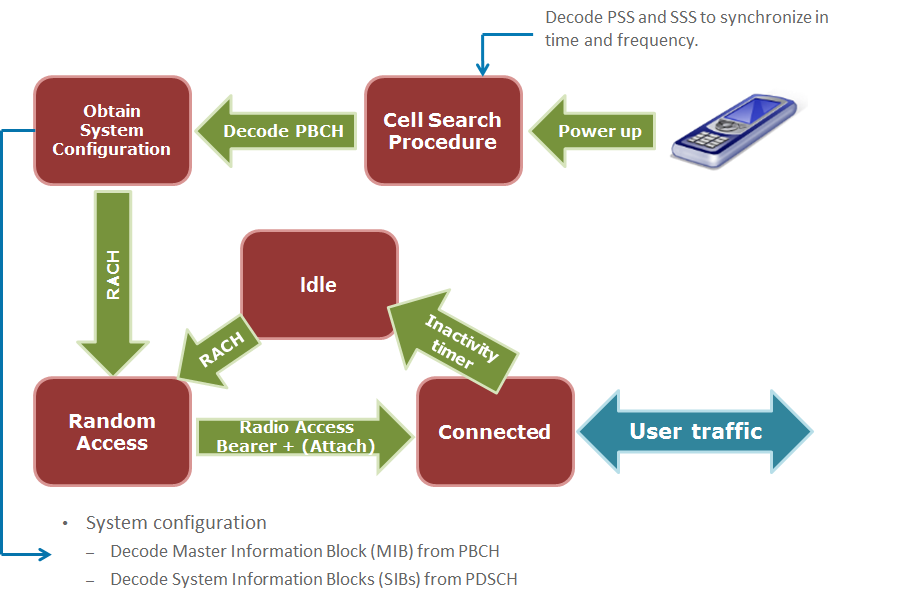 Decode PSS and SSS to synchronize in
time and frequency.
Obtain
System
Configuration
Decode PBCH
Cell Search
Procedure
Power up
RACH
Idle
RACH
Inactivity
timer
Random
Access
Radio Access
Bearer + (Attach)
Connected
User traffic
• System configuration
– Decode Master Information Block (MIB) from PBCH
– Decode System Information Blocks (SIBs) from PDSCH